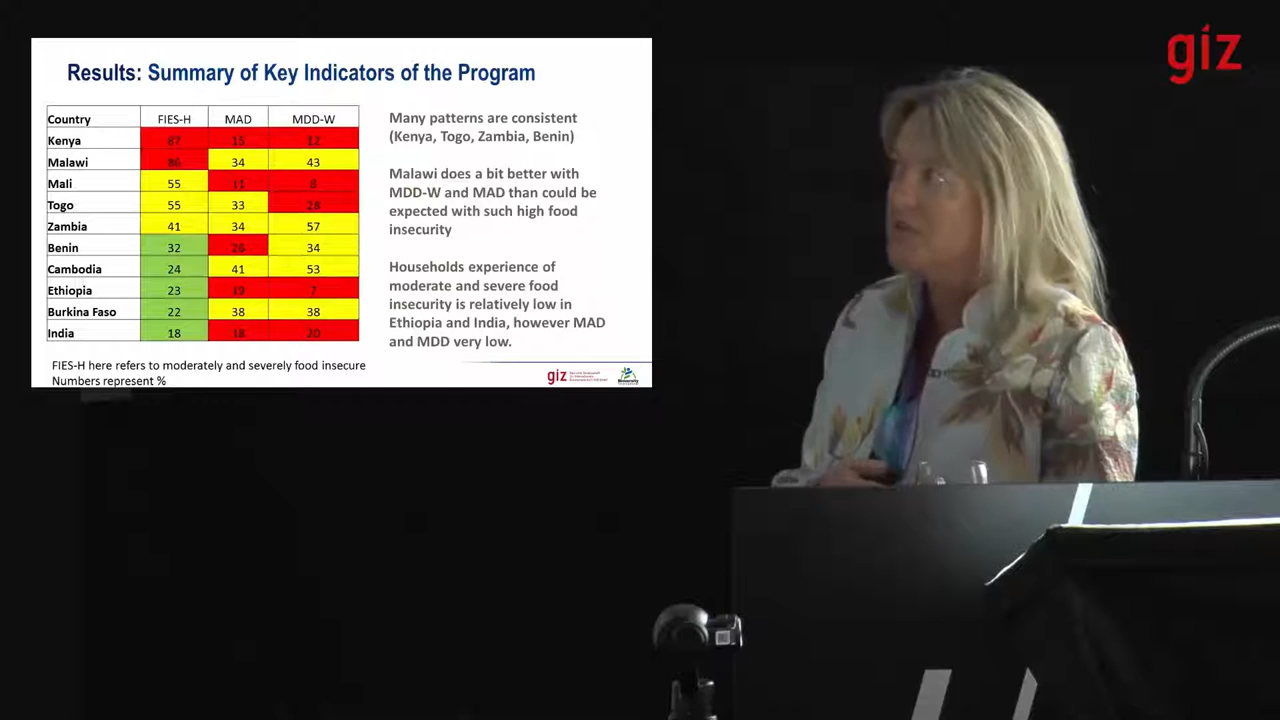 giz
Results: Summary of Key Indicators of the Program
Country FIES-H MAD MDD-W
Kenya 87 15 12
Malawi 86 34 43
Mali 55 11 8
Togo 55 33 28
Zambia 41 34 57
Benin 32 26 34
Cambodia 24 41 53
Ethiopia 23 19 7
Burkina Faso 22 38 38
India 18 18 20
Many patterns are consistent
(Kenya, Togo, Zambia, Benin)
Malawi does a bit better with
MDD-W and MAD than could be
expected with such high food
insecurity
Households experience of
moderate and severe food
insecurity is relatively low in
Ethiopia and India, however MAD
and MDD very low.
FIES-H here refers to moderately and severely food insecure
Numbers represent %
giz
Bioversity